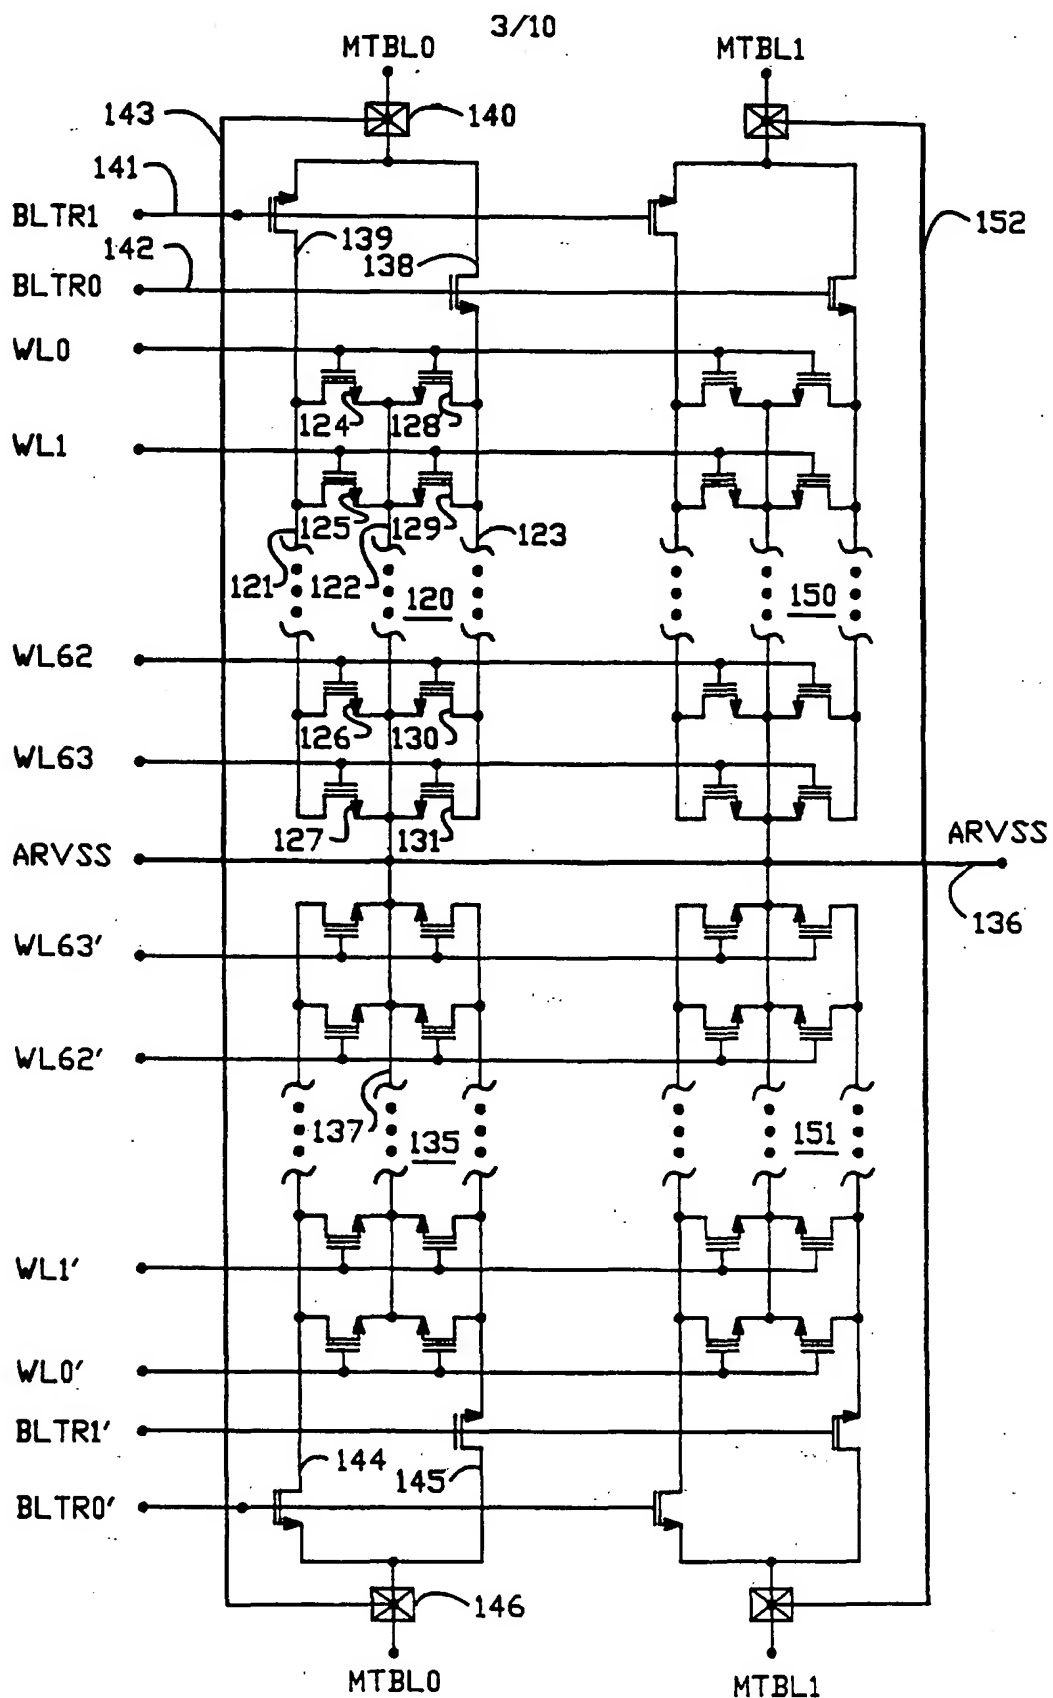 3/10
MTBL0 MTBL1
143 140
141
BLTR1 139 152
142 138
BLTR0
WL0
124 128
WL1
125 129 123
121 122 120 150
WL62
126 130
WL63
127 131
ARVSS ARVSS
136
WL63'
WL62'
137 135 151
WL1'
WL0'
BLTR1'
144 145
BLTR0'
146
MTBL0 MTBL1